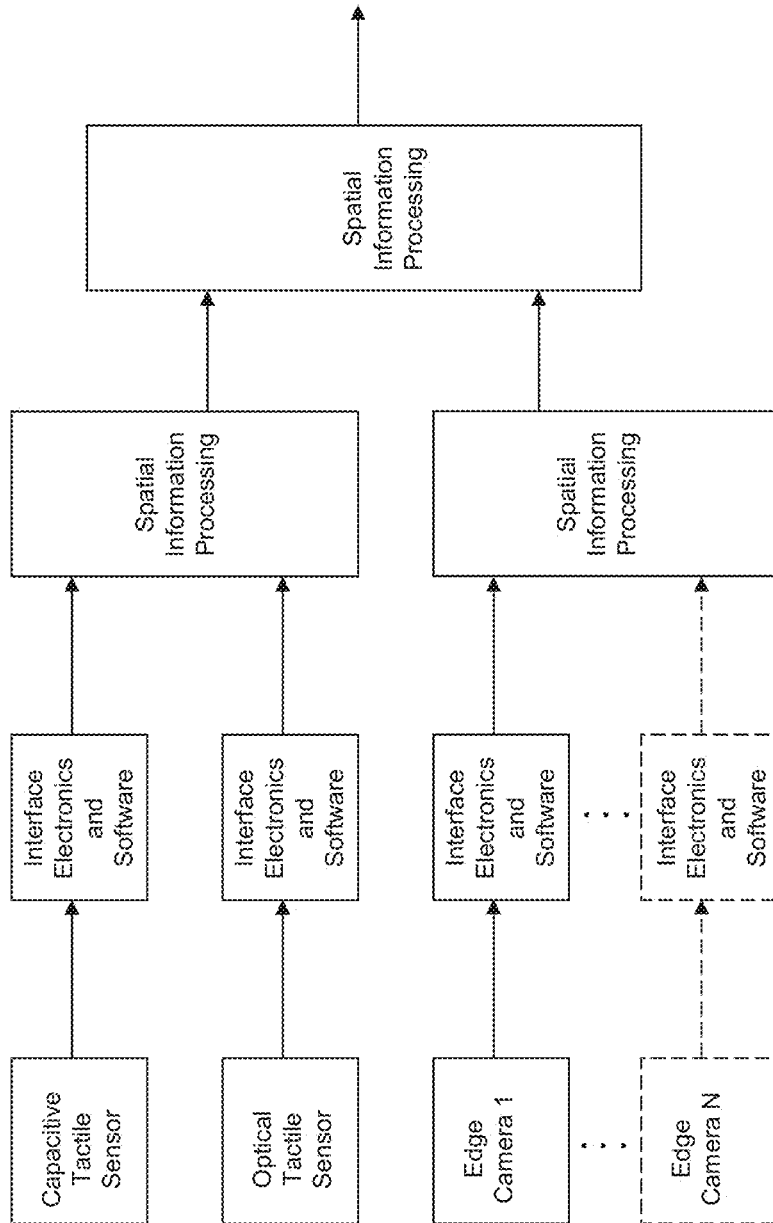 Capacitive
Tactile
Sensor
Optical
Tactile
Sensor
Edge
Camera 1
Edge
Camera N
Interface
Electronics
and
Software
Interface
Electronics
and
Software
Interface
Electronics
and
Software
Interface
Electronics
and
Software
Spatial
Information
Processing
Spatial
Information
Processing
Spatial
Information
Processing